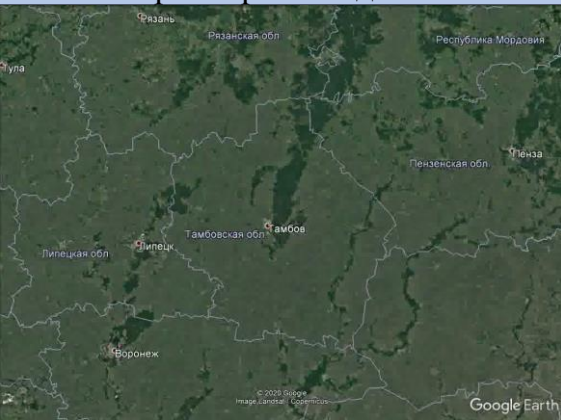 Рязань
Рязанская обл
Республика Мордовия
Тула
Пенза
Пензенская обл.
Тамбов
Тамбовская обл
Липецк
Липецкая обл
Воронеж
© 2020 Google
Image Landsat / Copernicus
Google Earth